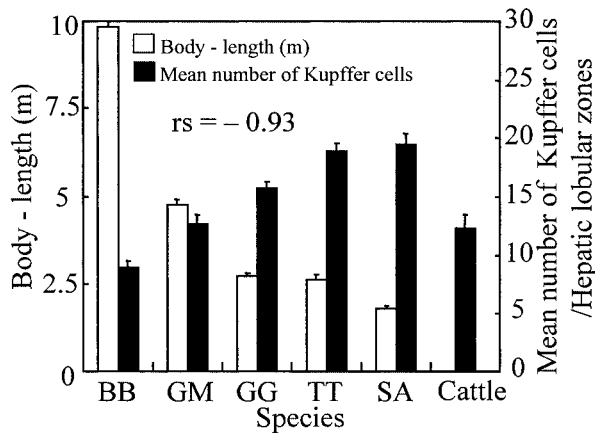 10
7.5
5
2.5
0
Body - length (m)
Body - length (m)
Mean number of Kupffer cells
rs = – 0.93
30
25
20
15
10
5
0
Mean number of Kupffer cells
/Hepatic lobular zones
BB GM GG TT SA Cattle
Species